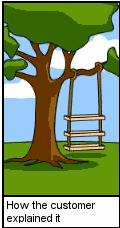 How the customer
explained it